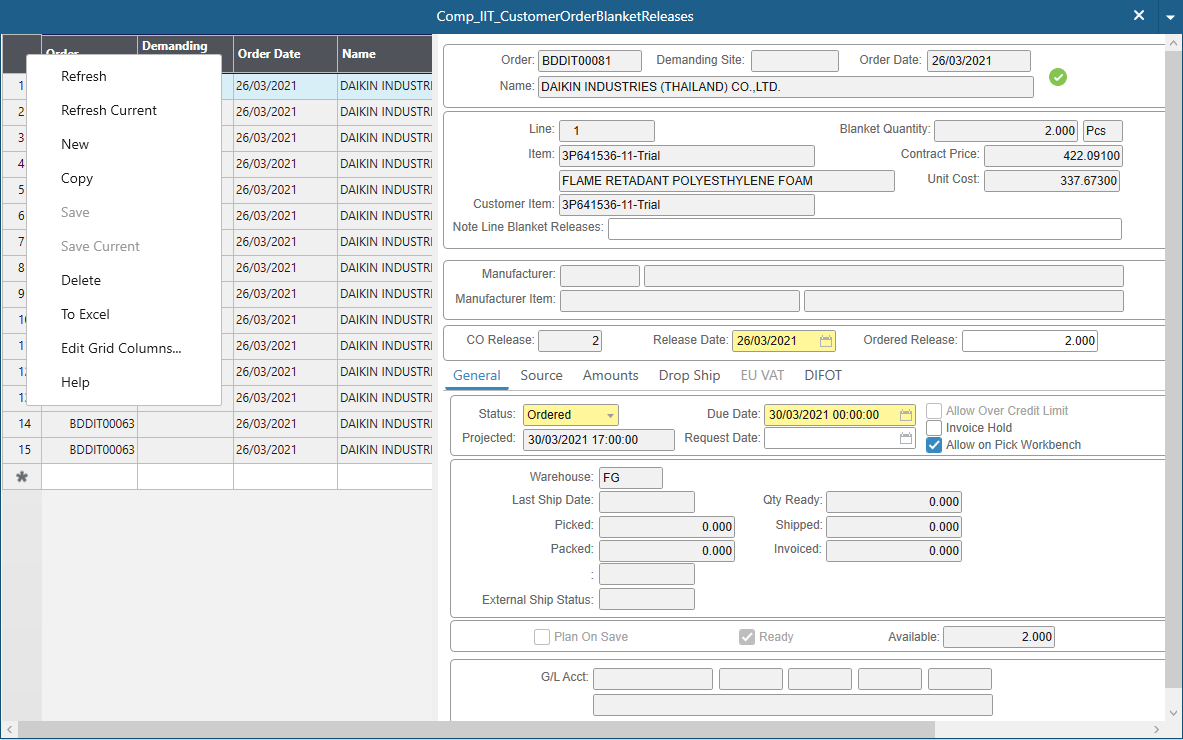 Comp_IIT_CustomerOrderBlanketReleases
Order Demanding Order Date Name
Refresh
Refresh Current
New
Copy
Save
Save Current
Delete
To Excel
Edit Grid Columns...
Help
1 26/03/2021 DAIKIN INDUSTRI
2 26/03/2021 DAIKIN INDUSTRI
3 26/03/2021 DAIKIN INDUSTRI
4 26/03/2021 DAIKIN INDUSTRI
5 26/03/2021 DAIKIN INDUSTRI
6 26/03/2021 DAIKIN INDUSTRI
7 26/03/2021 DAIKIN INDUSTRI
8 26/03/2021 DAIKIN INDUSTRI
9 26/03/2021 DAIKIN INDUSTRI
26/03/2021 DAIKIN INDUSTRI
26/03/2021 DAIKIN INDUSTRI
26/03/2021 DAIKIN INDUSTRI
26/03/2021 DAIKIN INDUSTRI
14 BDDIT00063 26/03/2021 DAIKIN INDUSTRI
15 BDDIT00063 26/03/2021 DAIKIN INDUSTRI
Order: BDDIT00081 Demanding Site: Order Date: 26/03/2021
Name: DAIKIN INDUSTRIES (THAILAND) CO.,LTD.
Line: 1 Blanket Quantity: 2.000 Pcs
Item: 3P641536-11-Trial Contract Price: 422.09100
FLAME RETADANT POLYESTHYLENE FOAM Unit Cost: 337.67300
Customer Item: 3P641536-11-Trial
Note Line Blanket Releases:
Manufacturer:
Manufacturer Item:
CO Release: 2 Release Date: 26/03/2021 Ordered Release: 2.000
General Source Amounts Drop Ship EU VAT DIFOT
Status: Ordered Due Date: 30/03/2021 00:00:00 Allow Over Credit Limit
Invoice Hold
Projected: 30/03/2021 17:00:00 Request Date: Allow on Pick Workbench
Warehouse: FG
Last Ship Date: Qty Ready: 0.000
Picked: 0.000 Shipped: 0.000
Packed: 0.000 Invoiced: 0.000
:
External Ship Status:
Plan On Save Ready Available: 2.000
G/L Acct: